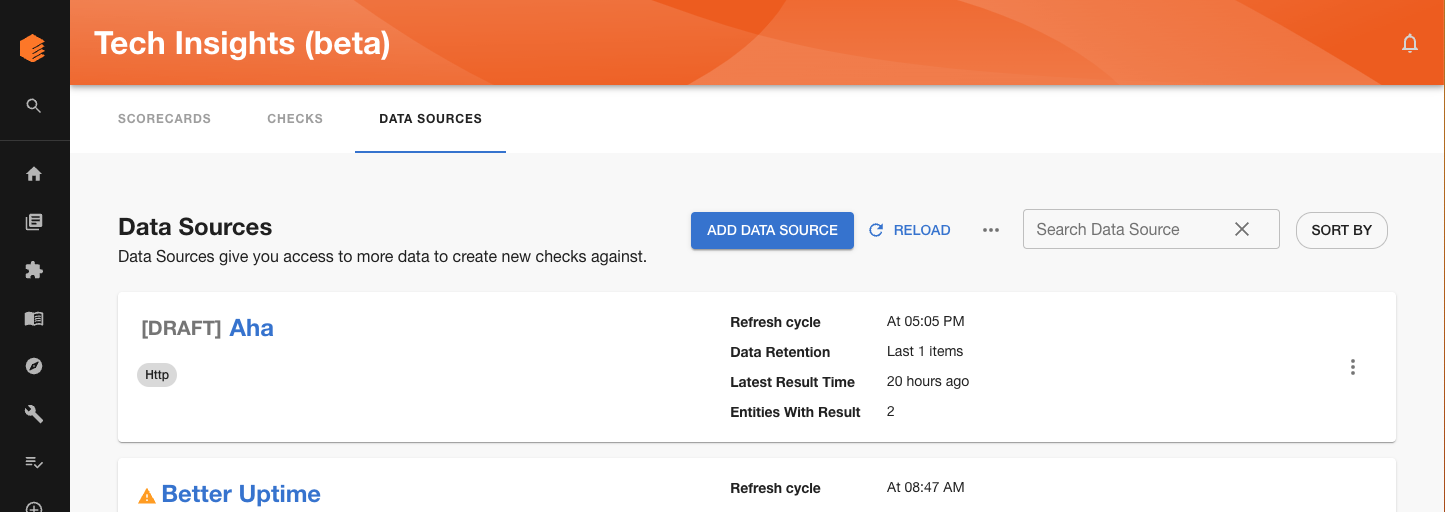 Tech Insights (beta)
SCORECARDS CHECKS DATA SOURCES
Data Sources
Data Sources give you access to more data to create new checks against.
ADD DATA SOURCE RELOAD Search Data Source SORT BY
[DRAFT] Aha
Http
Refresh cycle At 05:05 PM
Data Retention Last 1 items
Latest Result Time 20 hours ago
Entities With Result 2
Better Uptime
Refresh cycle At 08:47 AM